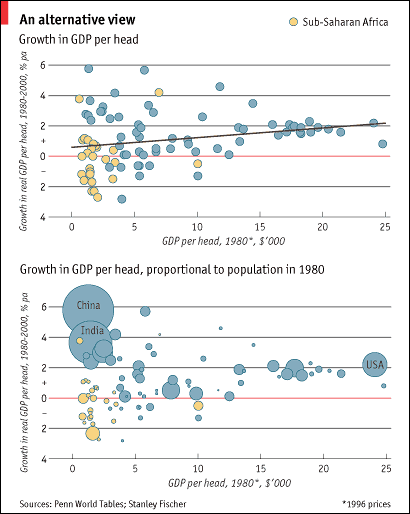 An alternative view
Sub-Saharan Africa
Growth in GDP per head
Growth in real GDP per head, 1980-2000, % pa
6
4
2
+
0
–
2
4
0 5 10 15 20 25
GDP per head, 1980*, $'000
Growth in GDP per head, proportional to population in 1980
Growth in real GDP per head, 1980-2000, % pa
6
4
2
+
0
–
2
4
China
India
USA
0 5 10 15 20 25
GDP per head, 1980*, $'000
Sources: Penn World Tables; Stanley Fischer
*1996 prices